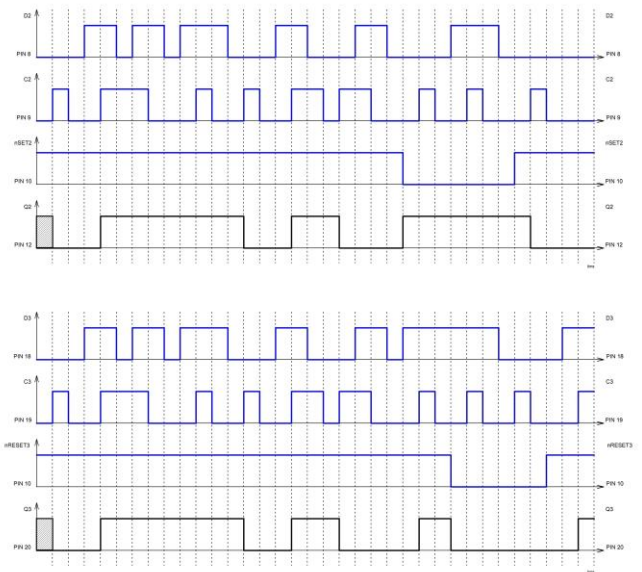 D2 D2
PIN 8 PIN 8
C2 C2
PIN 9 PIN 9
nSET2 nSET2
PIN 10 PIN 10
Q2 Q2
PIN 12 PIN 12
D3 D3
PIN 18 PIN 18
C3 C3
PIN 19 PIN 19
nRESET3 nRESET3
PIN 10 PIN 10
Q3 Q3
PIN 20 PIN 20